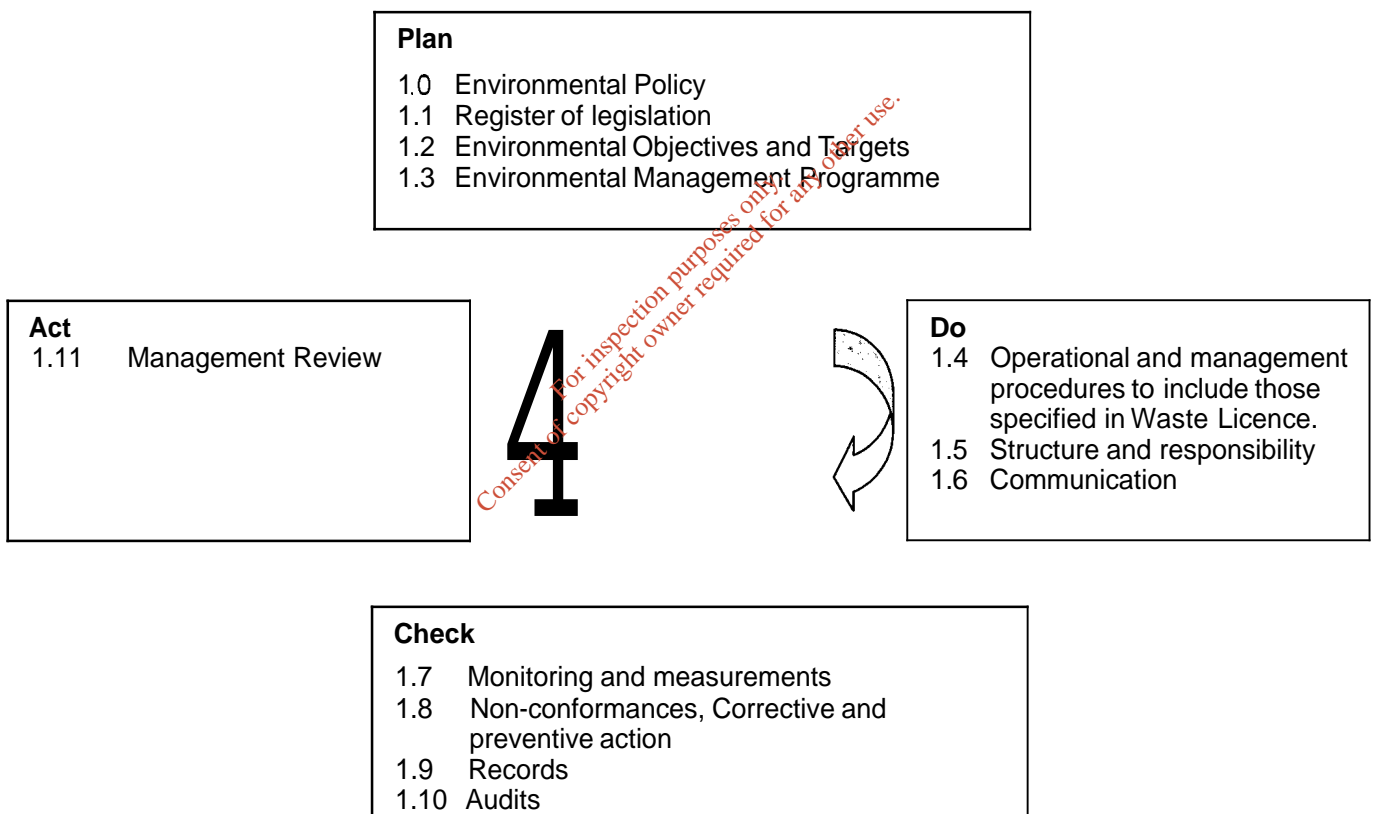 Plan
1.0 Environmental Policy
1.1 Register of legislation
1.2 Environmental Objectives and Targets
1.3 Environmental Management Programme
Act
1.11 Management Review
4
Do
1.4 Operational and management
procedures to include those
specified in Waste Licence.
1.5 Structure and responsibility
1.6 Communication
Check
1.7 Monitoring and measurements
1.8 Non-conformances, Corrective and
preventive action
1.9 Records
1.10 Audits
For inspection purposes only.
Consent of copyright owner required for any other use.